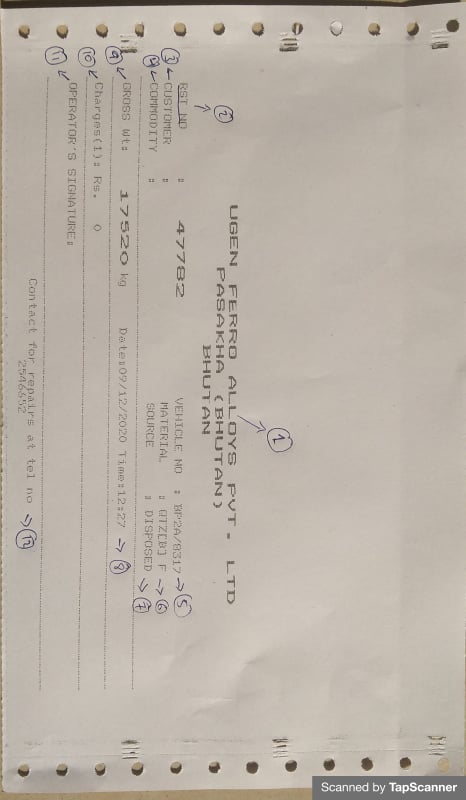 Scanned by TapScanner
1
UGEN FERRO ALLOYS PVT. LTD
PASAKHA (BHUTAN)
BHUTAN
2
RST NO : 47782 VEHICLE NO : BP2A/8317 5
3 CUSTOMER : MATERIAL : QTZ[B] F 6
4 COMMODITY : SOURCE : DISPOSED 7
9 GROSS Wt: 17520 kg Date:09/12/2020 Time:12:27 8
10 Charges(1): Rs. 0
11 OPERATOR'S SIGNATURE:
Contact for repairs at tel no 12
2546652